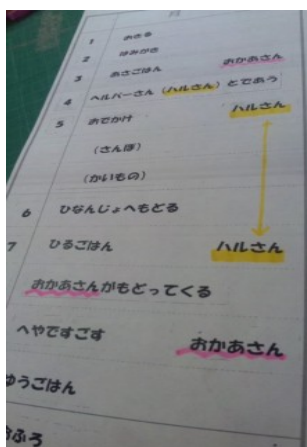 月
1 おきる
2 はみがき
3 あさごはん おかあさん
4 ヘルパーさん(ハルさん)とであう
5 おでかけ ハルさん
(さんぽ)
(かいもの)
6 ひなんじょへもどる
7 ひるごはん ハルさん
おかあさんがもどってくる
へやですごす おかあさん
ゆうごはん
おふろ